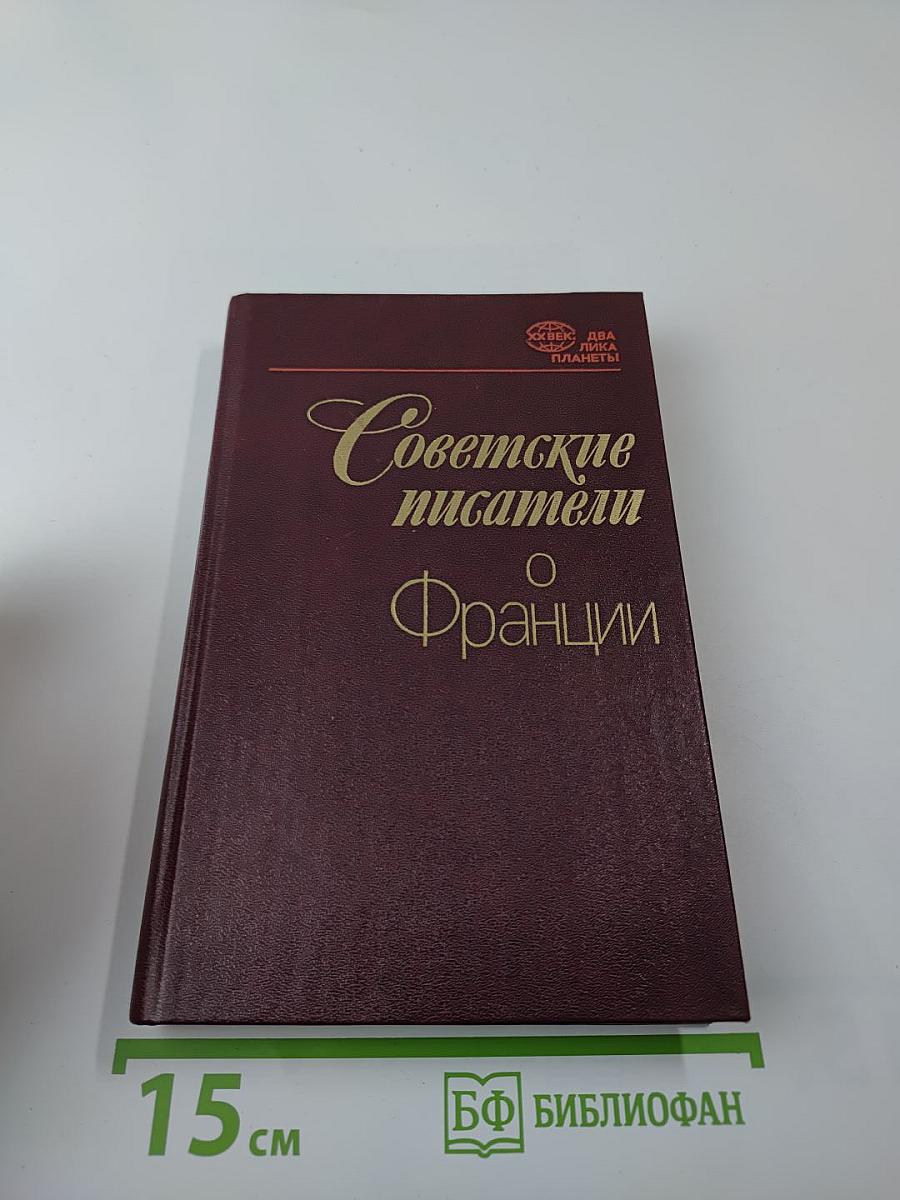 XX ВЕК: ДВА
ЛИКА
ПЛАНЕТЫ
Советские
писатели
о
Франции
15 см
БФ БИБЛИОФАН